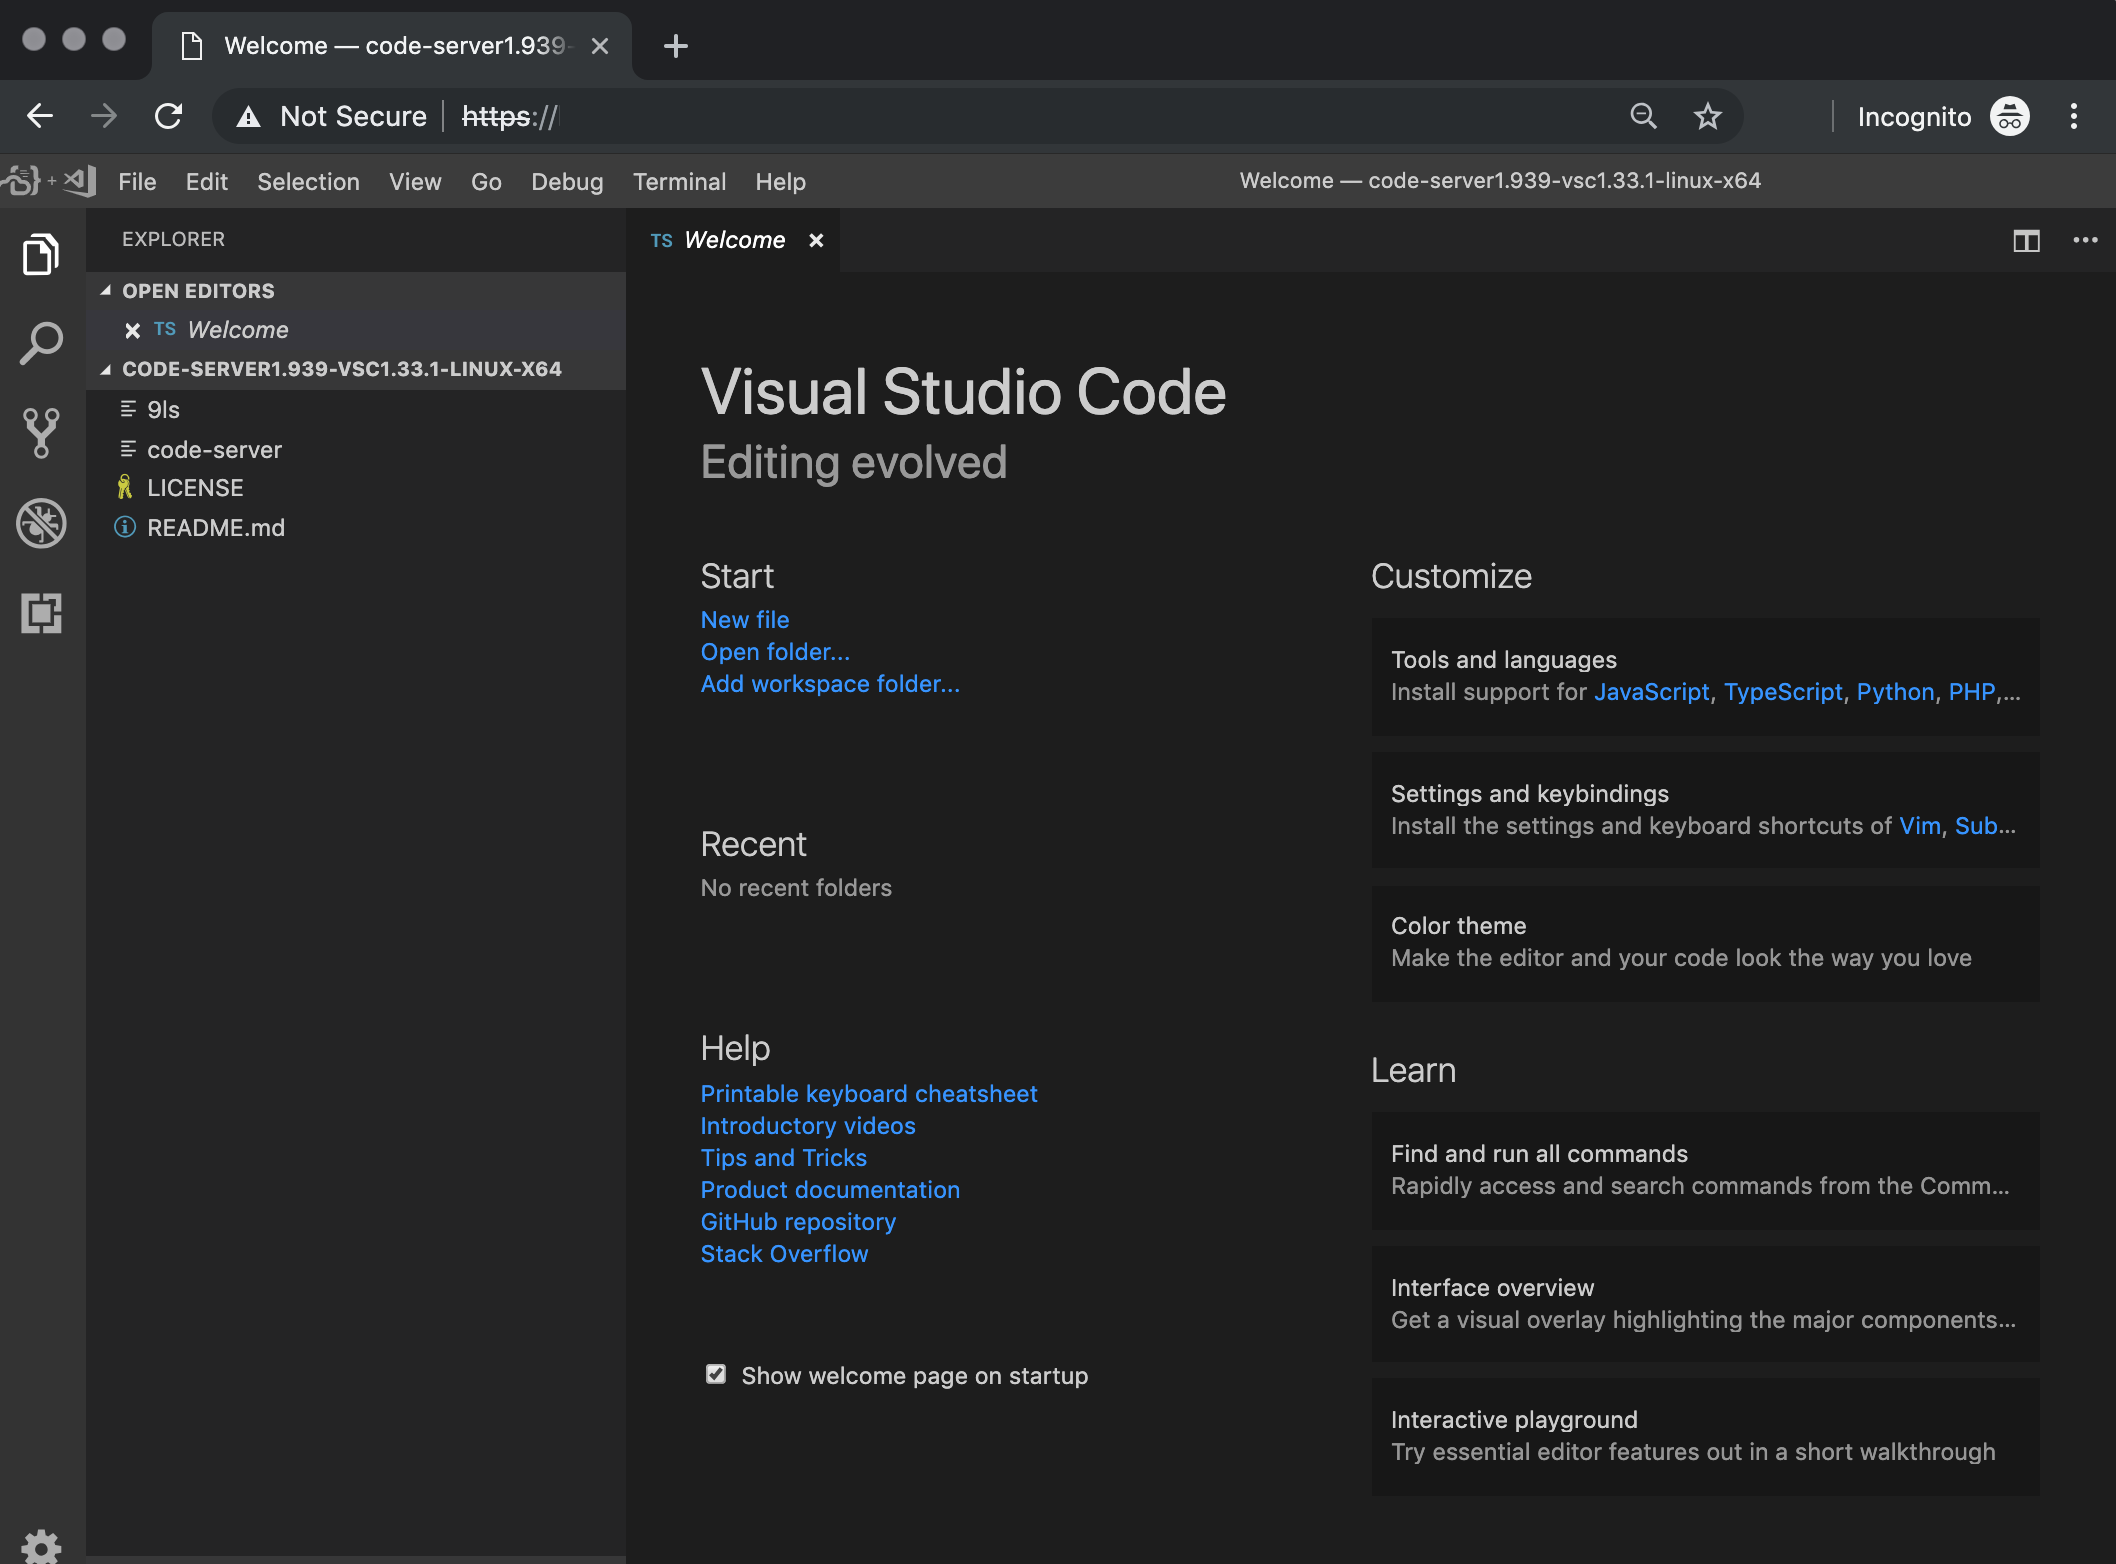 Welcome — code-server1.939-
Not Secure https://
Incognito
File Edit Selection View Go Debug Terminal Help
Welcome — code-server1.939-vsc1.33.1-linux-x64
EXPLORER
OPEN EDITORS
TS Welcome
CODE-SERVER1.939-VSC1.33.1-LINUX-X64
9ls
code-server
LICENSE
README.md
TS Welcome
Visual Studio Code
Editing evolved
Start
New file
Open folder...
Add workspace folder...
Recent
No recent folders
Help
Printable keyboard cheatsheet
Introductory videos
Tips and Tricks
Product documentation
GitHub repository
Stack Overflow
Show welcome page on startup
Customize
Tools and languages
Install support for JavaScript, TypeScript, Python, PHP,...
Settings and keybindings
Install the settings and keyboard shortcuts of Vim, Sub...
Color theme
Make the editor and your code look the way you love
Learn
Find and run all commands
Rapidly access and search commands from the Comm...
Interface overview
Get a visual overlay highlighting the major components...
Interactive playground
Try essential editor features out in a short walkthrough